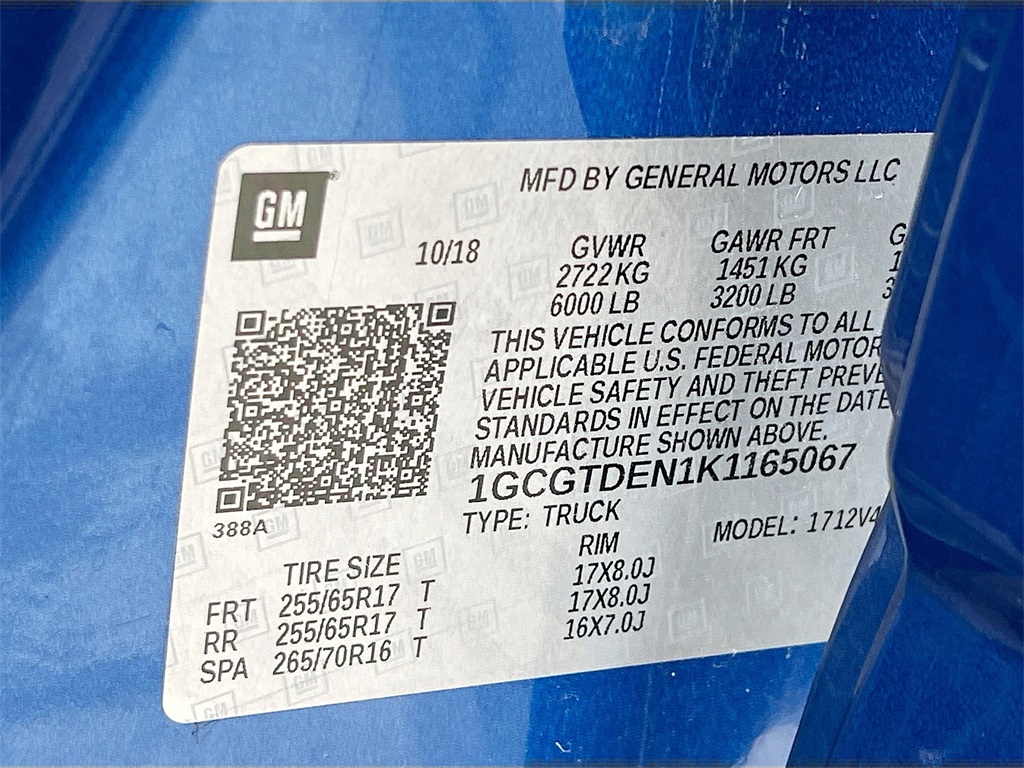 GM
MFD BY GENERAL MOTORS LLC
10/18
GVWR GAWR FRT G
2722 KG 1451 KG 1
6000 LB 3200 LB 3
THIS VEHICLE CONFORMS TO ALL
APPLICABLE U.S. FEDERAL MOTOR
VEHICLE SAFETY AND THEFT PREVE
STANDARDS IN EFFECT ON THE DATE
MANUFACTURE SHOWN ABOVE.
1GCGTDEN1K1165067
388A
TYPE: TRUCK MODEL: 1712V4
TIRE SIZE RIM
FRT 255/65R17 T 17X8.0J
RR 255/65R17 T 17X8.0J
SPA 265/70R16 T 16X7.0J